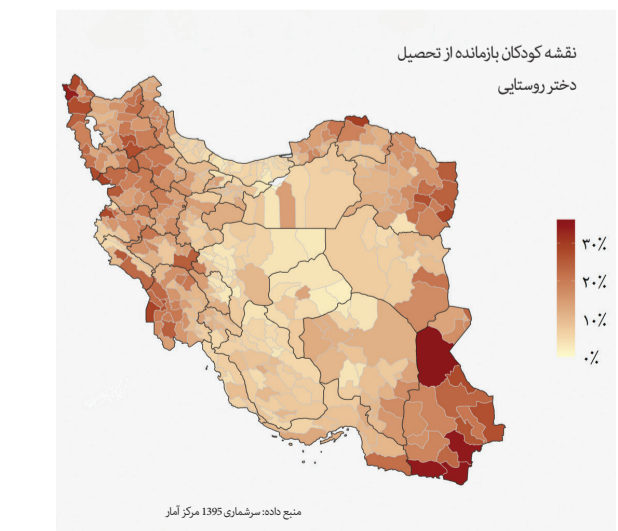 نقشه کودکان بازمانده از تحصیل
دختر روستایی
۳۰٪
۲۰٪
۱۰٪
۰٪
منبع داده: سرشماری 1395 مرکز آمار